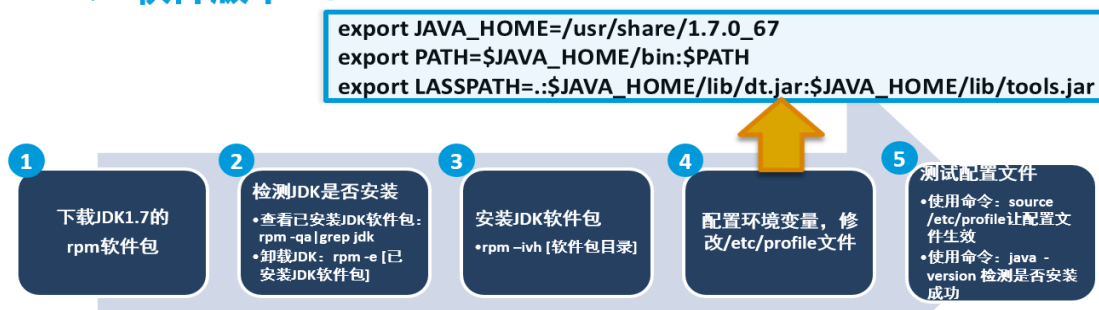 export JAVA_HOME=/usr/share/1.7.0_67
export PATH=$JAVA_HOME/bin:$PATH
export LASSPATH=.:$JAVA_HOME/lib/dt.jar:$JAVA_HOME/lib/tools.jar
1
下载JDK1.7的
rpm软件包
2
检测JDK是否安装
•查看已安装JDK软件包：
rpm -qa|grep jdk
•卸载JDK：rpm -e [已
安装JDK软件包]
3
安装JDK软件包
•rpm –ivh [软件包目录]
4
配置环境变量，修
改/etc/profile文件
5
测试配置文件
•使用命令：source
/etc/profile让配置文
件生效
•使用命令：java -
version 检测是否安装
成功